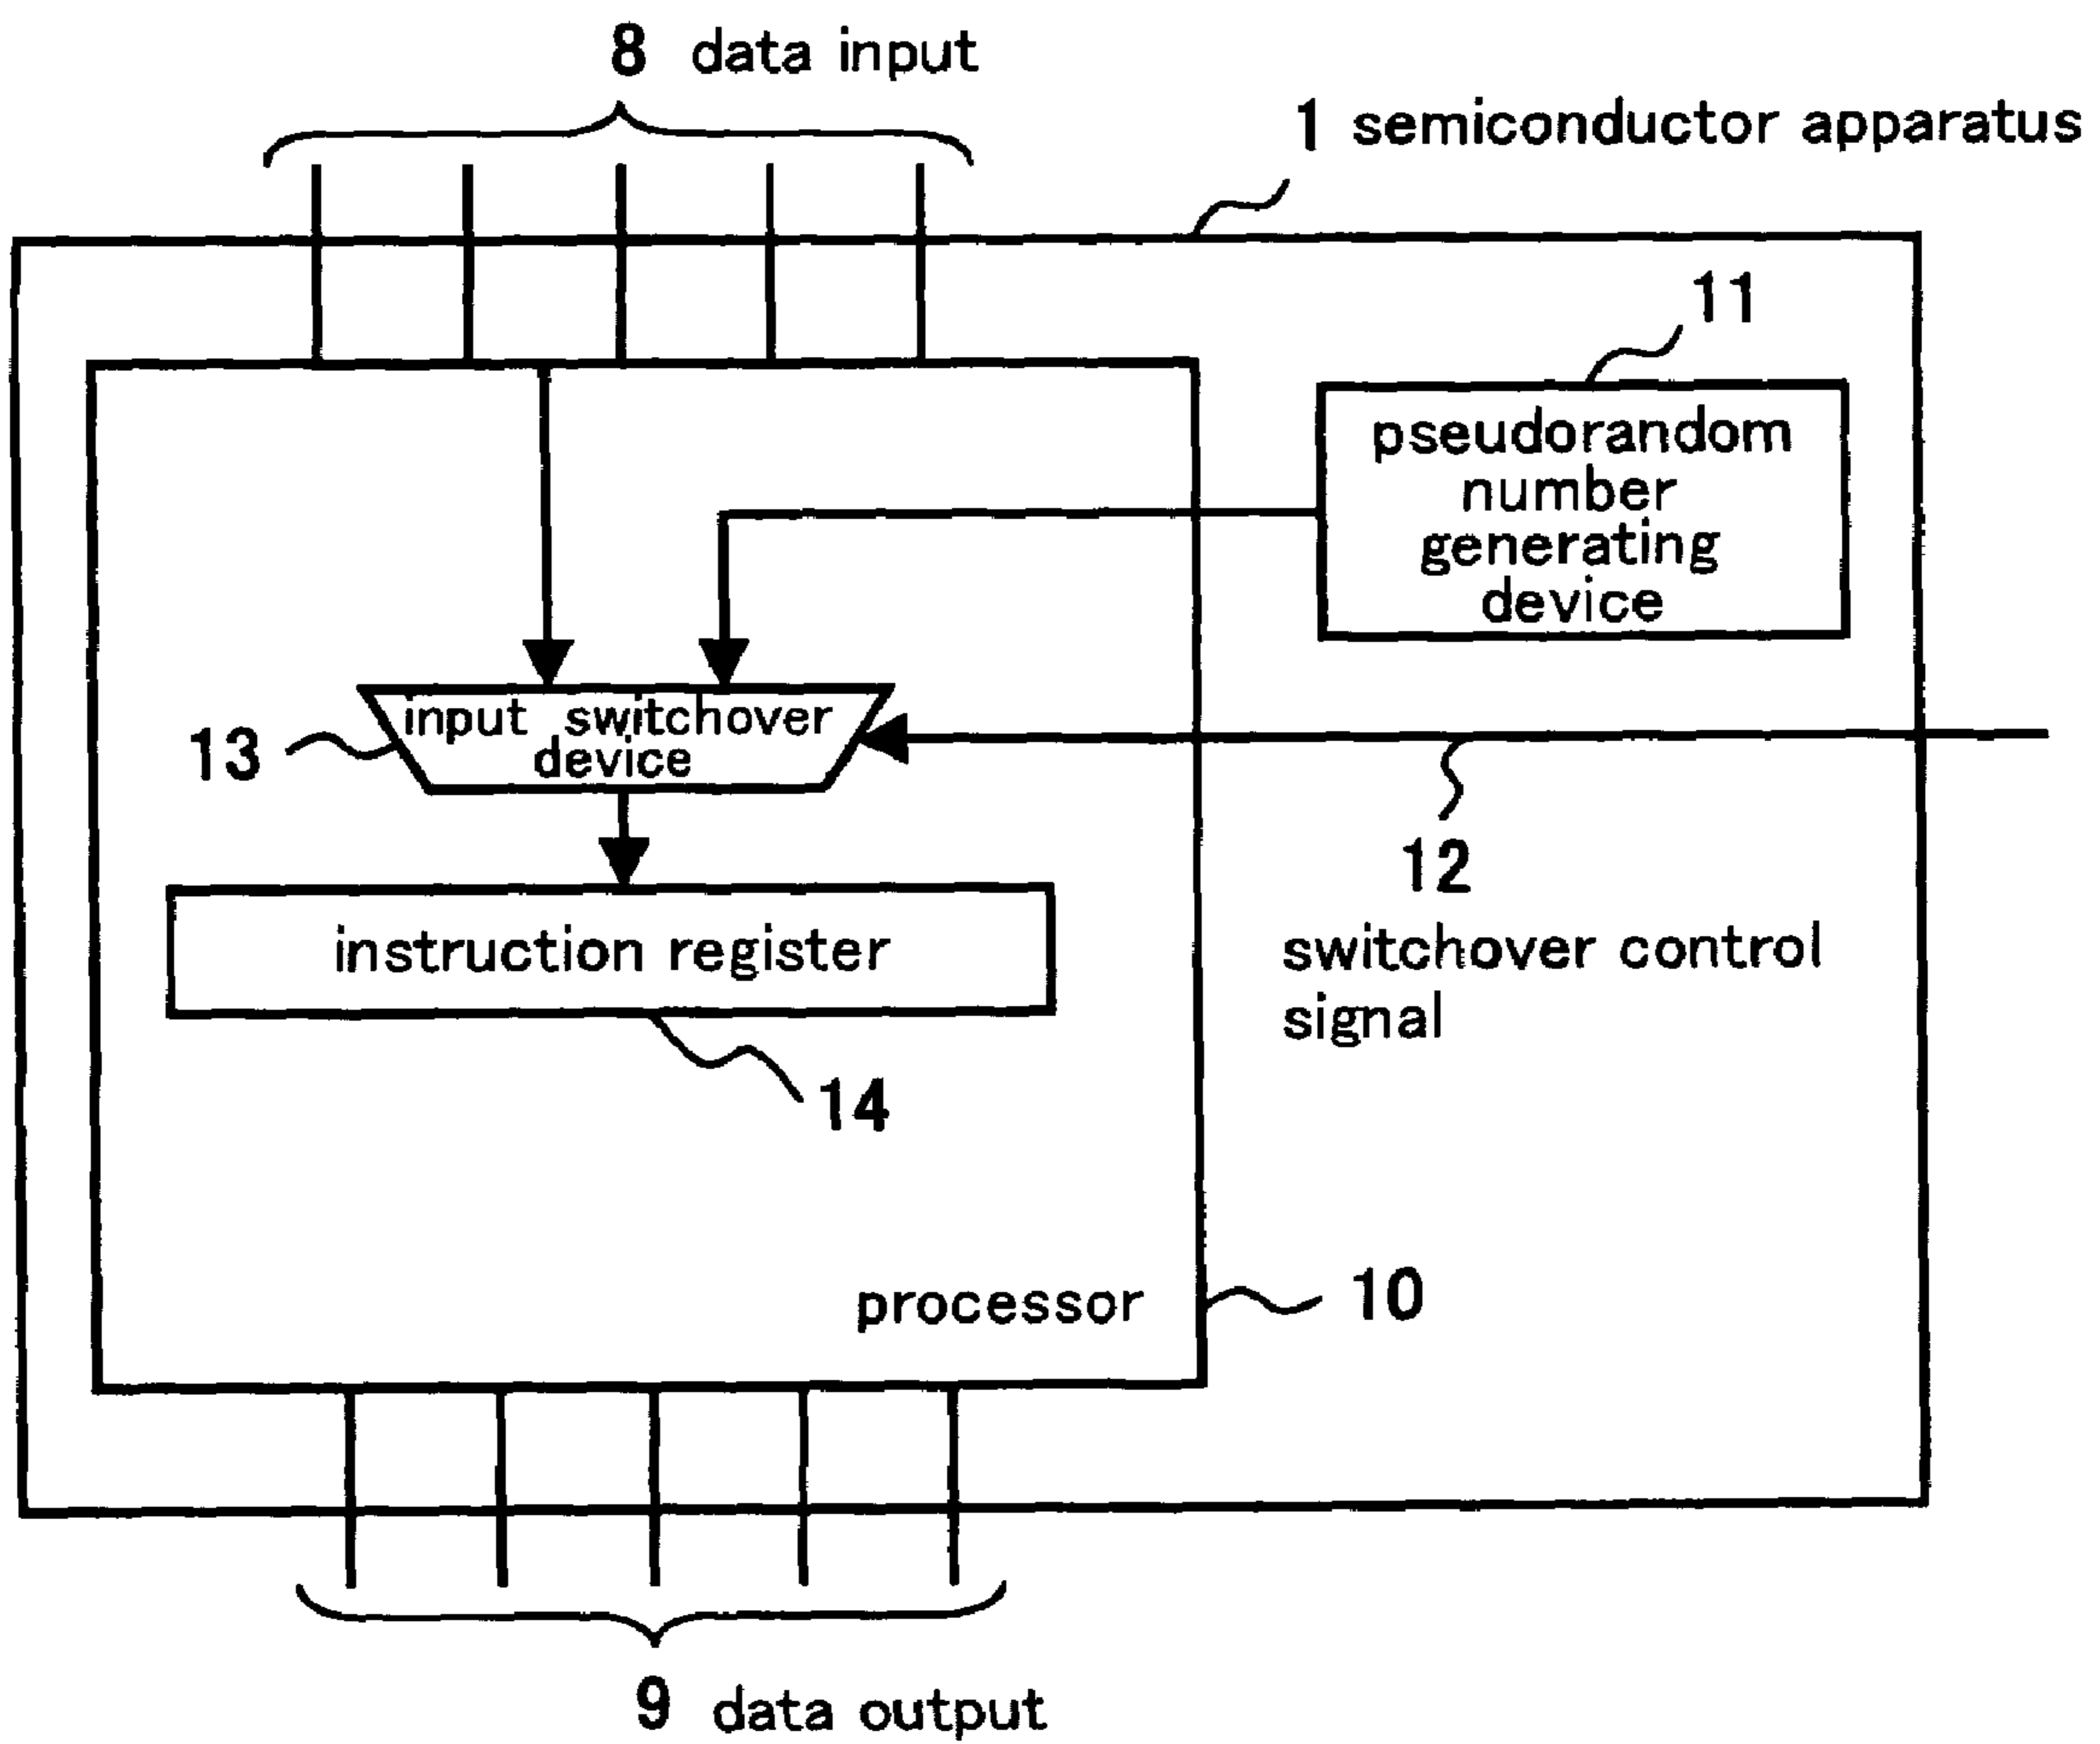 8 data input
1 semiconductor apparatus
11
pseudorandom
number
generating
device
input switchover
device
13
12
switchover control
signal
instruction register
14
processor
10
9 data output